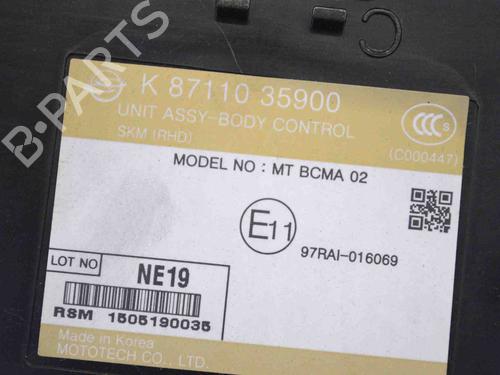 K 87110 35900
UNIT ASSY-BODY CONTROL
SKM (RHD)
CCC S
(C000447)
MODEL NO : MT BCMA 02
E11
97RAI-016069
LOT NO
NE19
RSM 1505190035
Made in Korea
MOTOTECH CO., LTD.
B-PARTS